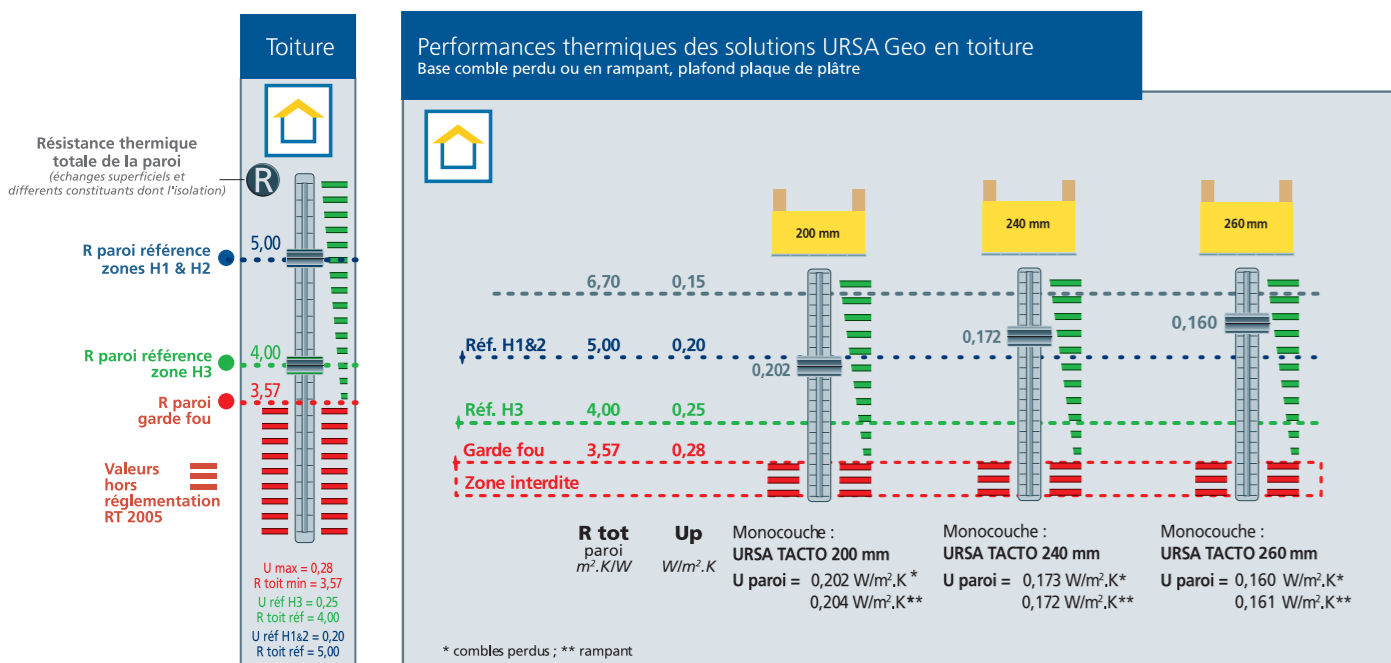 Toiture
Résistance thermique
totale de la paroi
(échanges superficiels et
differents constituants dont l'isolation)
R
R paroi référence
zones H1 & H2
5,00
R paroi référence
zone H3
4,00
3,57
R paroi
garde fou
Valeurs
hors
réglementation
RT 2005
U max = 0,28
R toit min = 3,57
U réf H3 = 0,25
R toit réf = 4,00
U réf H1&2 = 0,20
R toit réf = 5,00
Performances thermiques des solutions URSA Geo en toiture
Base comble perdu ou en rampant, plafond plaque de plâtre
200 mm
240 mm
260 mm
6,70 0,15
0,160
0,172
Réf. H1&2 5,00 0,20
0,202
Réf. H3 4,00 0,25
Garde fou 3,57 0,28
Zone interdite
R tot
paroi
m².K/W
Up
W/m².K
Monocouche :
URSA TACTO 200 mm
U paroi = 0,202 W/m².K *
0,204 W/m².K**
Monocouche :
URSA TACTO 240 mm
U paroi = 0,173 W/m².K*
0,172 W/m².K**
Monocouche :
URSA TACTO 260 mm
U paroi = 0,160 W/m².K*
0,161 W/m².K**
* combles perdus ; ** rampant